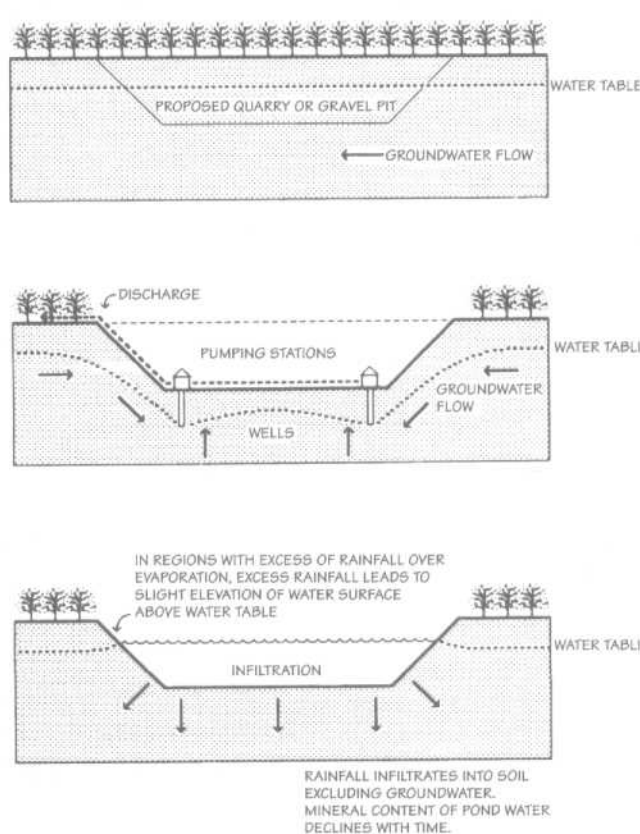 WATER TABLE
PROPOSED QUARRY OR GRAVEL PIT
GROUNDWATER FLOW
DISCHARGE
PUMPING STATIONS
WATER TABL
GROUNDWATER
FLOW
WELLS
IN REGIONS WITH EXCESS OF RAINFALL OVER
EVAPORATION, EXCESS RAINFALL LEADS TO
SLIGHT ELEVATION OF WATER SURFACE
ABOVE WATER TABLE
WATER TABL
INFILTRATION
RAINFALL INFILTRATES INTO SOIL
EXCLUDING GROUNDWATER.
MINERAL CONTENT OF POND WATER
DECLINES WITH TIME.